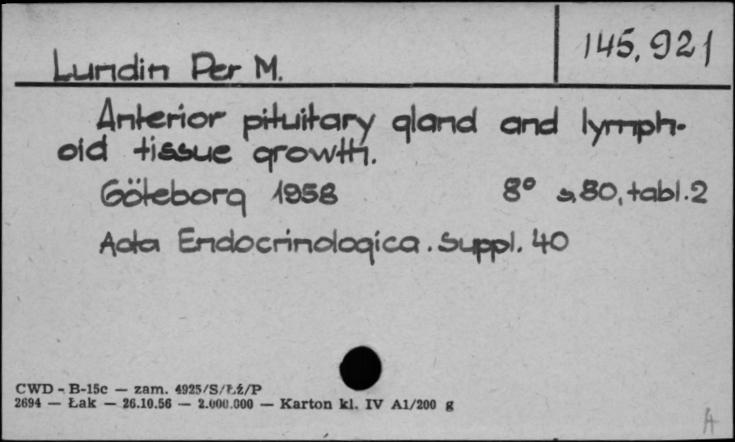 145,921
Lundin Per M.
Anterior pituitary gland and lymph-
oid tissue growth.
Göteborg 1958 8° s,80,tabl.2
Acta Endocrinologica. Suppl. 40
CWD - B-15c — zam. 4925/S/Łź/P
2694 — Łak — 26.10.56 — 2.000.000 — Karton kl. IV A1/200 g
A